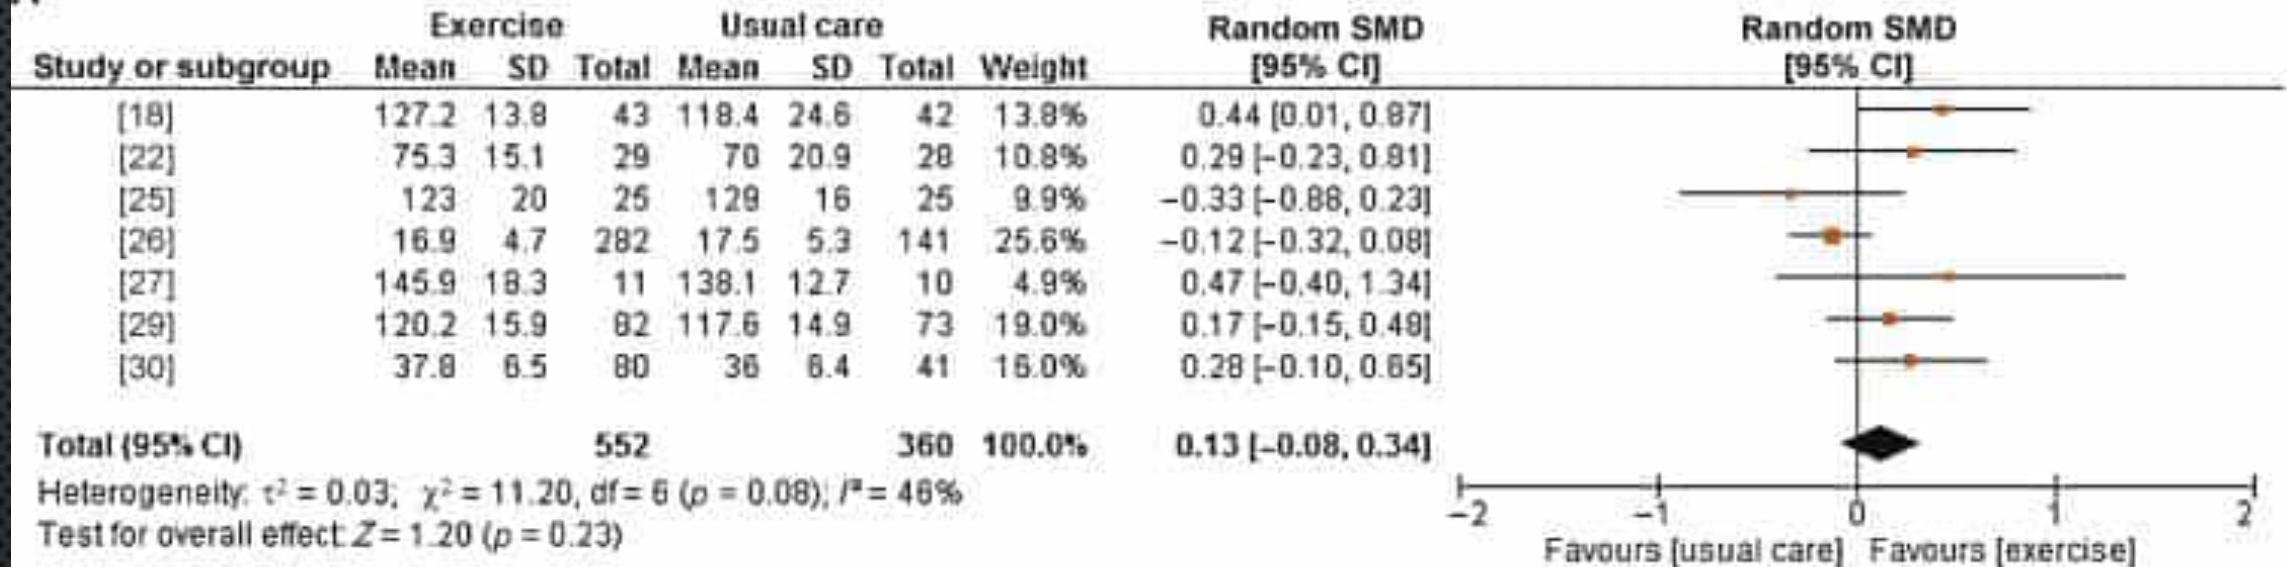 Exercise Usual care Random SMD Random SMD
Study or subgroup Mean SD Total Mean SD Total Weight [95% CI] [95% CI]
[18] 127.2 13.8 43 118.4 24.6 42 13.8% 0.44 [0.01, 0.87]
[22] 75.3 15.1 29 70 20.9 28 10.8% 0.29 [−0.23, 0.81]
[25] 123 20 25 129 16 25 9.9% −0.33 [−0.88, 0.23]
[26] 16.9 4.7 282 17.5 5.3 141 25.6% −0.12 [−0.32, 0.08]
[27] 145.9 18.3 11 138.1 12.7 10 4.9% 0.47 [−0.40, 1.34]
[29] 120.2 15.9 82 117.6 14.9 73 19.0% 0.17 [−0.15, 0.48]
[30] 37.8 6.5 80 36 6.4 41 16.0% 0.28 [−0.10, 0.65]
Total (95% CI) 552 360 100.0% 0.13 [−0.08, 0.34]
Heterogeneity: τ² = 0.03; χ² = 11.20, df = 6 (p = 0.08); I² = 46%
Test for overall effect: Z = 1.20 (p = 0.23)
−2 −1 0 1 2
Favours [usual care] Favours [exercise]